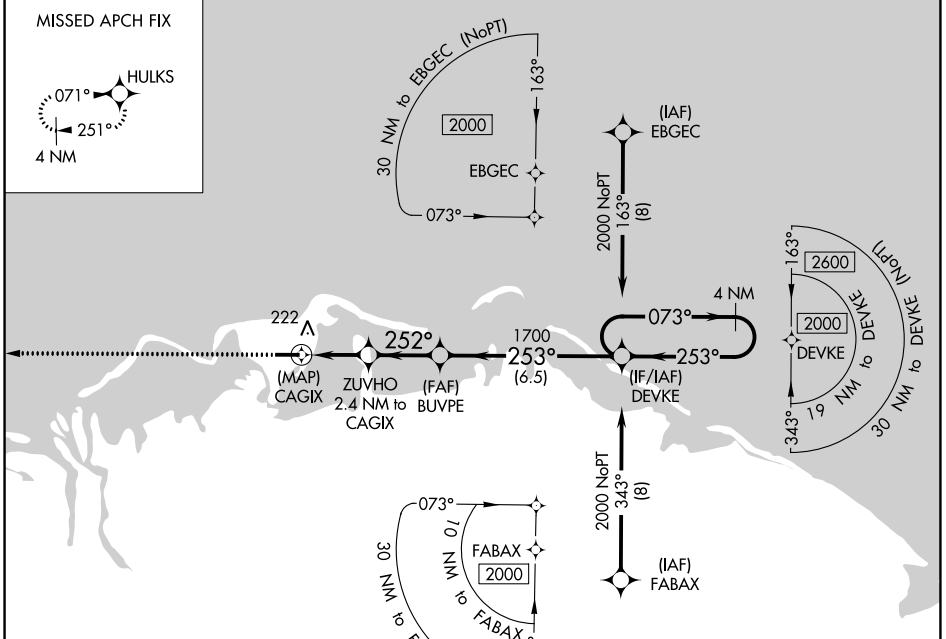 MISSED APCH FIX
HULKS
071°
251°
4 NM
30 NM to EBGEC (NoPT)
163°
2000
EBGEC
073°
(IAF)
EBGEC
2000 NoPT
163°
(8)
4 NM
073°
253°
(IF/IAF)
DEVKE
163°
2600
2000
DEVKE
343°
19 NM to DEVKE
30 NM to DEVKE (NoPT)
222
(MAP)
CAGIX
ZUVHO
2.4 NM to
CAGIX
252°
(FAF)
BUVPE
1700
253°
(6.5)
2000 NoPT
343°
(8)
(IAF)
FABAX
073°
FABAX
2000
10 NM to FABAX
30 NM to